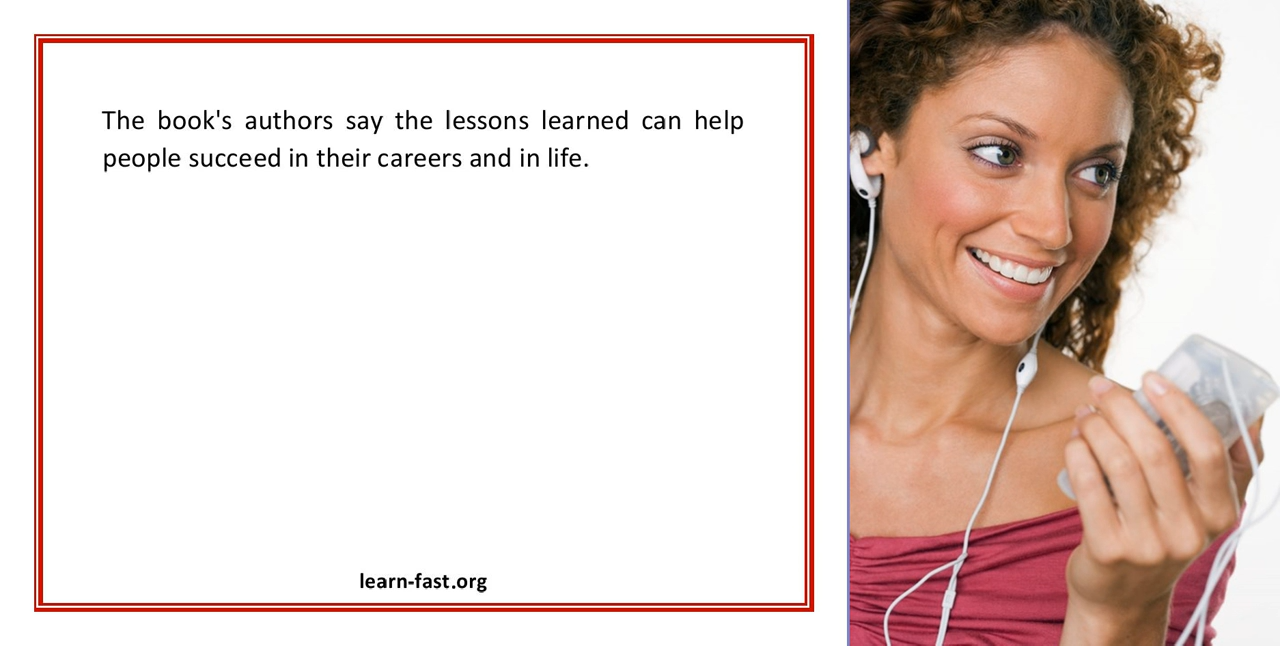 The book's authors say the lessons learned can help
people succeed in their careers and in life.
learn-fast.org